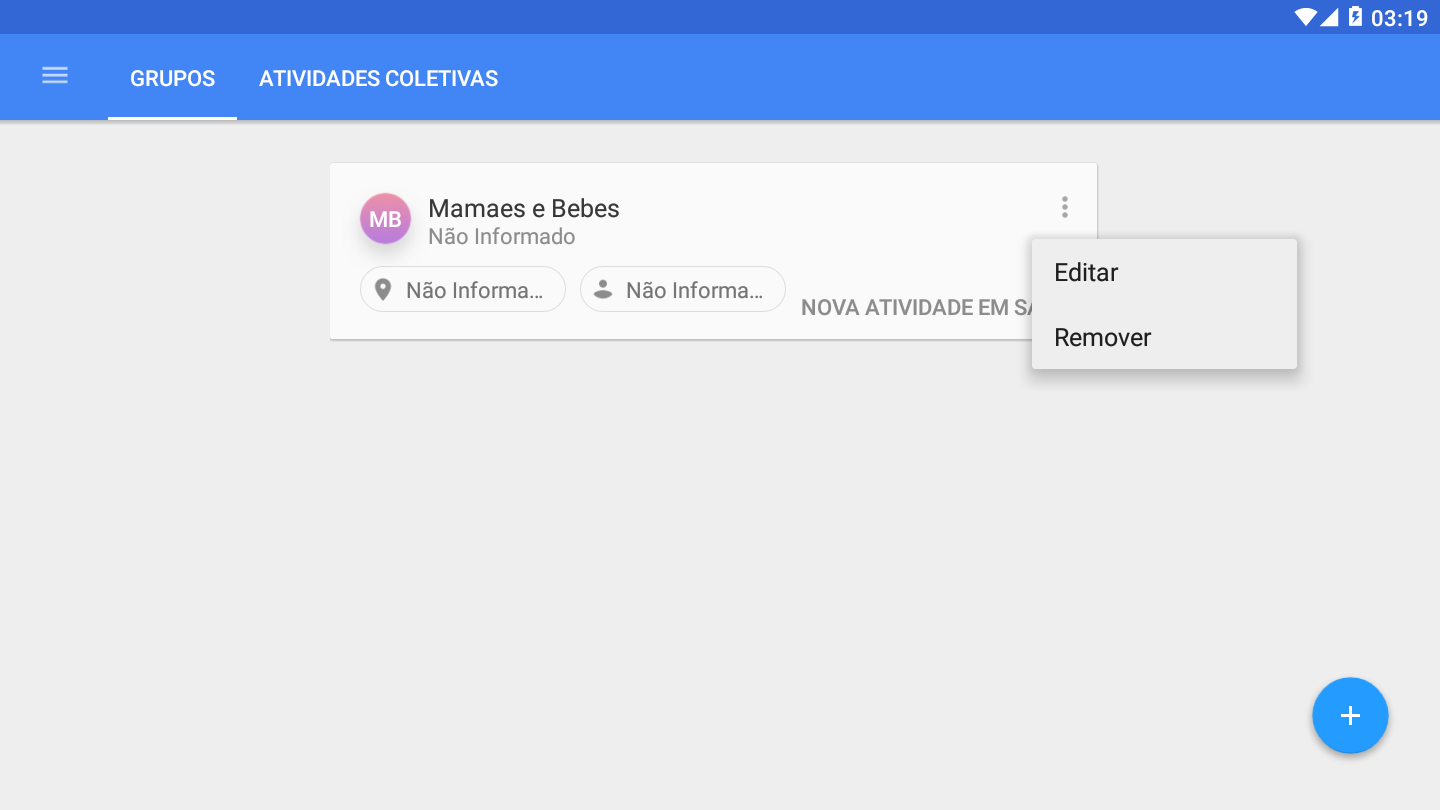 03:19
GRUPOS
ATIVIDADES COLETIVAS
MB
Mamaes e Bebes
Não Informado
Não Informa...
Não Informa...
NOVA ATIVIDADE EM
Editar
Remover